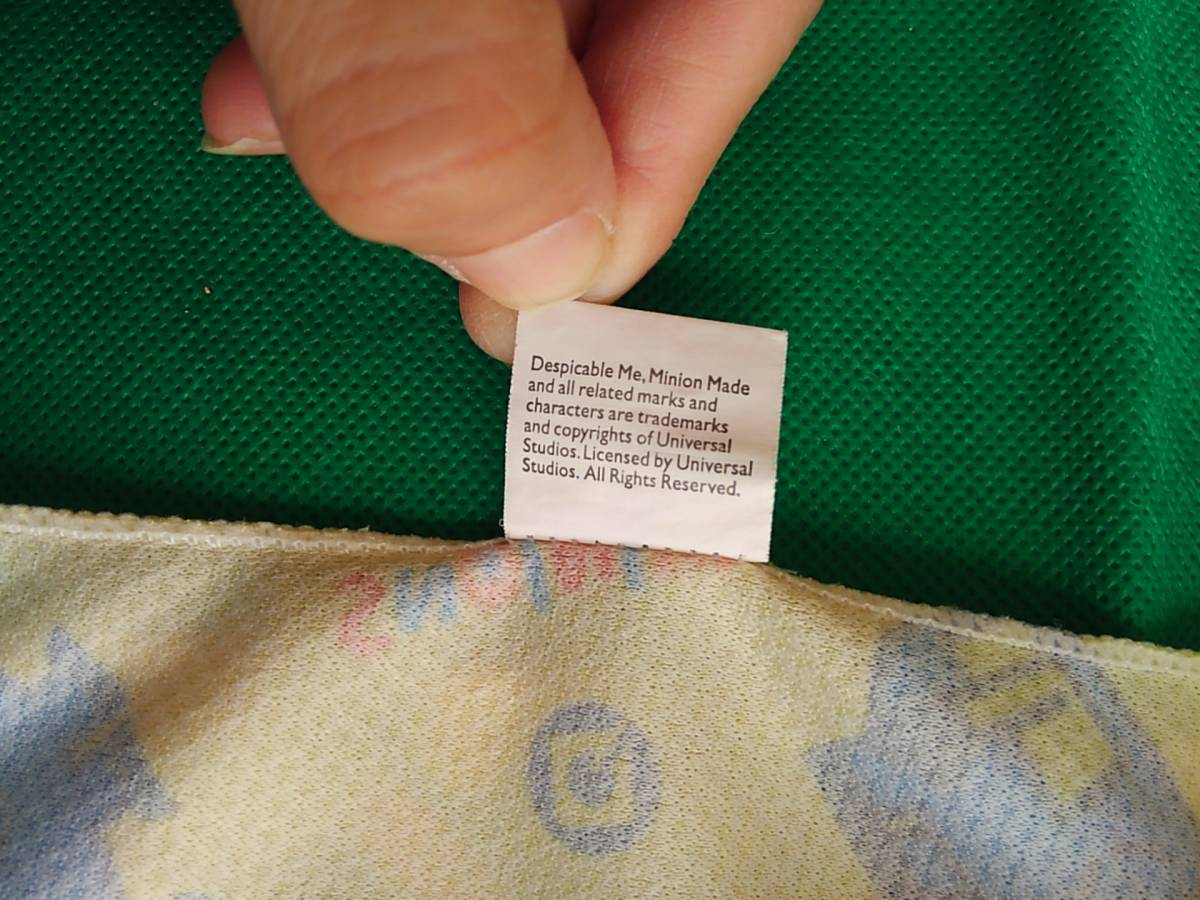 Despicable Me, Minion Made
and all related marks and
characters are trademarks
and copyrights of Universal
Studios. Licensed by Universal
Studios. All Rights Reserved.